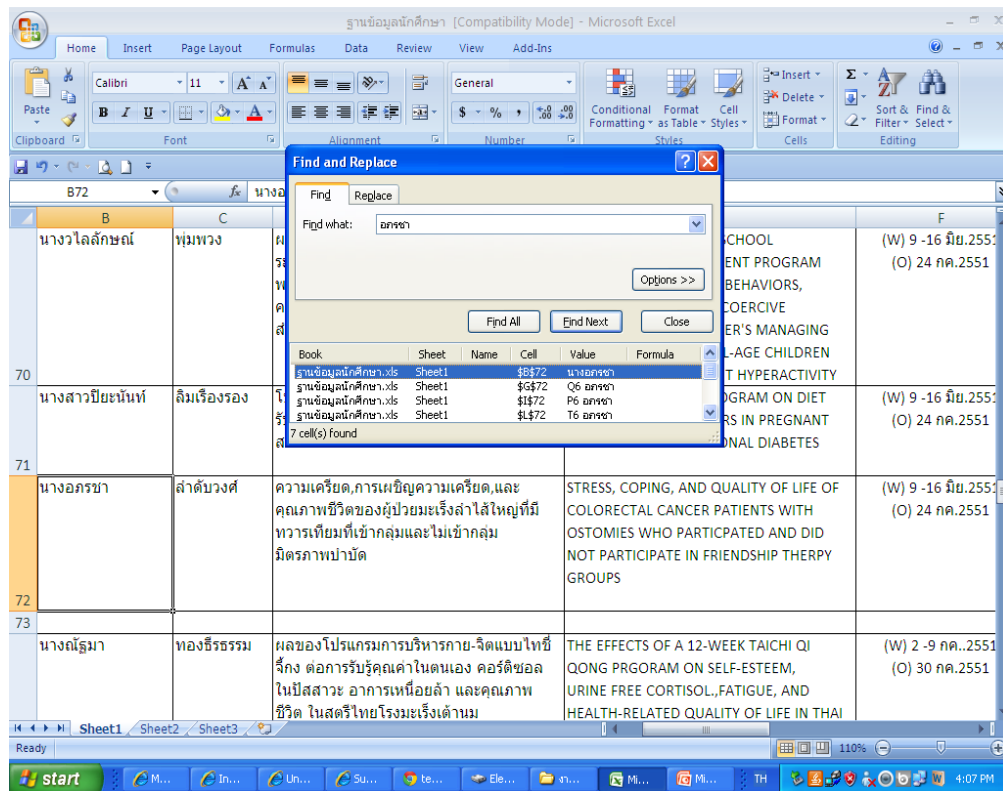 ฐานข้อมูลนักศึกษา [Compatibility Mode] - Microsoft Excel
Home Insert Page Layout Formulas Data Review View Add-Ins
Paste
Calibri 11
General
Conditional Formatting Format as Table Cell Styles
Insert
Delete
Format
Sort & Filter Find & Select
Clipboard Font Alignment Number Styles Cells Editing
B72 fx
Find and Replace
Find Replace
Find what: อภรชา
Options >>
Find All Find Next Close
Book Sheet Name Cell Value Formula
ฐานข้อมูลนักศึกษา.xls Sheet1 $B$72 นางอภรชา
ฐานข้อมูลนักศึกษา.xls Sheet1 $G$72 Q6 อภรชา
ฐานข้อมูลนักศึกษา.xls Sheet1 $I$72 P6 อภรชา
ฐานข้อมูลนักศึกษา.xls Sheet1 $L$72 T6 อภรชา
7 cell(s) found
B C F
70 นางวไลลักษณ์ พุ่มพวง (W) 9 -16 มิย.2551
PROGRAM (O) 24 กค.2551
BEHAVIORS,
COERCIVE
MANAGING
CHILDREN
HYPERACTIVITY
71 นางสาวปิยะนันท์ ลิมเรืองรอง ON DIET (W) 9 -16 มิย.2551
IN PREGNANT (O) 24 กค.2551
DIABETES
72 นางอภรชา ลำดับวงศ์ ความเครียด,การเผชิญความเครียด,และ STRESS, COPING, AND QUALITY OF LIFE OF (W) 9 -16 มิย.2551
คุณภาพชีวิตของผู้ป่วยมะเร็งลำไส้ใหญ่ที่มี COLORECTAL CANCER PATIENTS WITH (O) 24 กค.2551
ทวารเทียมที่เข้ากลุ่มและไม่เข้ากลุ่ม OSTOMIES WHO PARTICPATED AND DID
มิตรภาพบำบัด NOT PARTICIPATE IN FRIENDSHIP THERPY
GROUPS
73
นางณัฐมา ทองธีรธรรม ผลของโปรแกรมการบริหารกาย-จิตแบบไทชี่ THE EFFECTS OF A 12-WEEK TAICHI QI (W) 2 -9 กค..2551
จี้กง ต่อการรับรู้คุณค่าในตนเอง คอร์ติซอล QONG PRGORAM ON SELF-ESTEEM, (O) 30 กค.2551
ในปัสสาวะ อาการเหนื่อยล้า และคุณภาพ URINE FREE CORTISOL.,FATIGUE, AND
ชีวิต ในสตรีไทยโรงมะเร็งเต้านม HEALTH-RELATED QUALITY OF LIFE IN THAI
Sheet1 Sheet2 Sheet3
Ready 110%
start M... In... Un... Su... te... Ele... งา... Mi... Mi... TH 4:07 PM